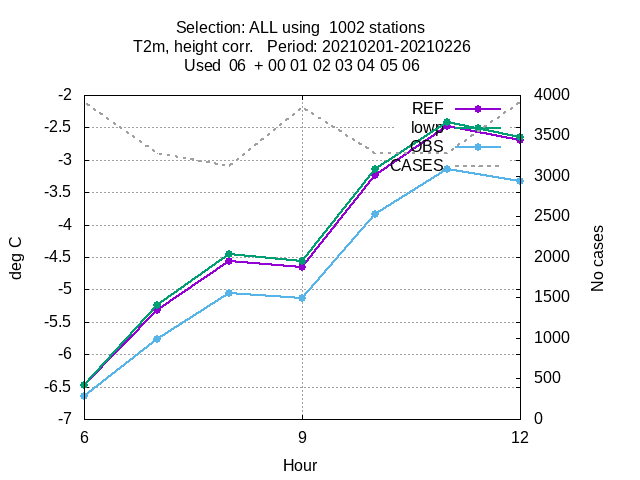 Selection: ALL using  1002 stations
T2m, height corr.   Period: 20210201-20210226
Used  06  + 00 01 02 03 04 05 06
-2
-2.5
-3
-3.5
-4
-4.5
-5
-5.5
-6
-6.5
-7
deg C
REF
lowp
OBS
CASES
4000
3500
3000
2500
2000
1500
1000
500
0
No cases
6
9
12
Hour